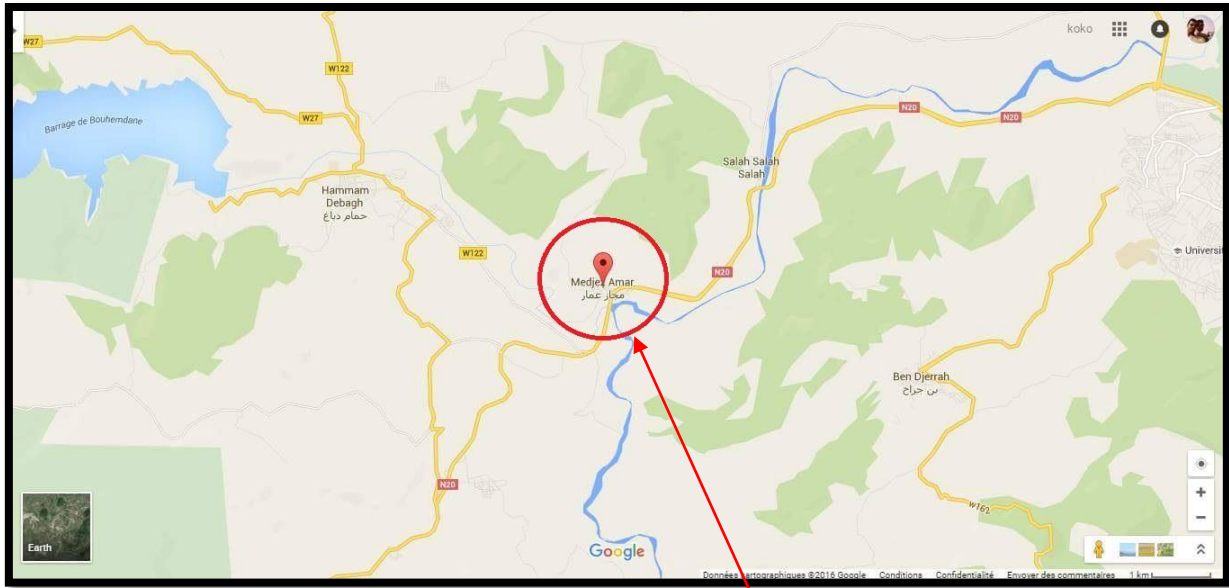 koko
W27
W122
W27
N20
N20
Barrage de Bouhemdane
Salah Salah
Salah
Hammam
Debagh
حمام دباغ
Universit
W122
N20
Medjez Amar
مجاز عمار
Ben Djerrah
بن جراح
N20
W162
Earth
Google
Données cartographiques ©2016 Google Conditions Confidentialité Envoyer des commentaires 1 km